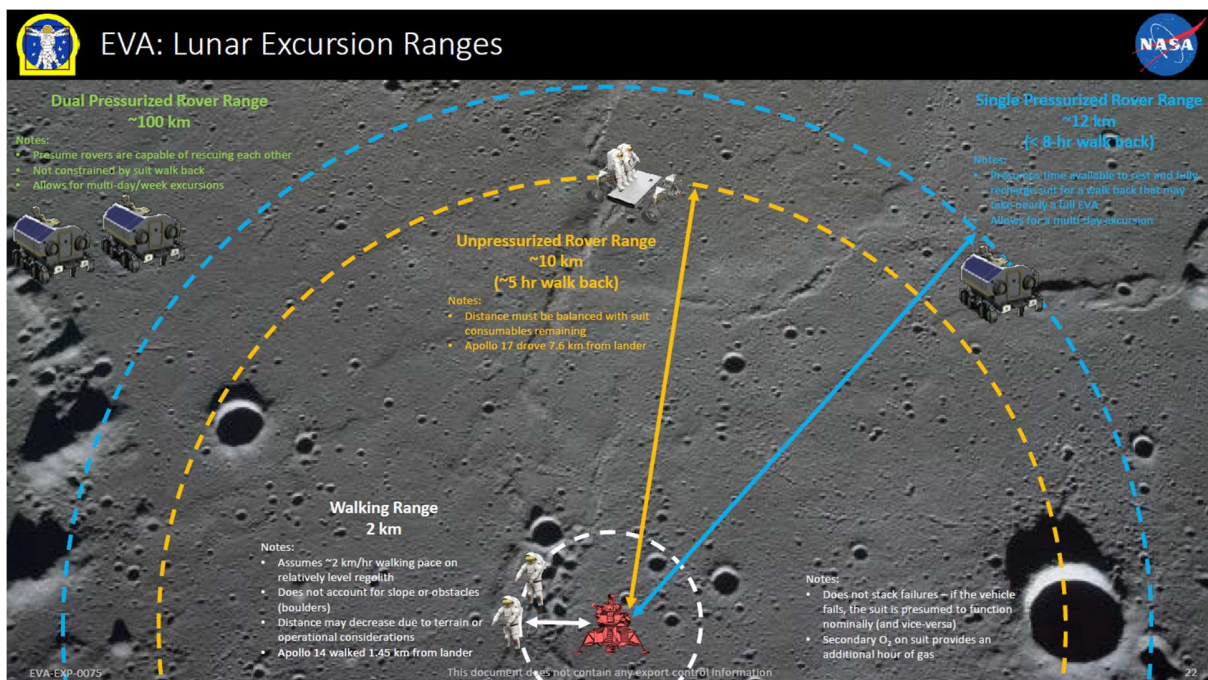 EVA: Lunar Excursion Ranges
NASA
Dual Pressurized Rover Range
~100 km
Notes:
• Presume rovers are capable of rescuing each other
• Not constrained by suit walk back
• Allows for multi-day/week excursions
Single Pressurized Rover Range
~12 km
(< 8-hr walk back)
Notes:
• Presumes time available to rest and fully
recharge suit for a walk back that may
take nearly a full EVA
• Allows for a multi-day excursion
Unpressurized Rover Range
~10 km
(~5 hr walk back)
Notes:
• Distance must be balanced with suit
consumables remaining
• Apollo 17 drove 7.6 km from lander
Walking Range
2 km
Notes:
• Assumes ~2 km/hr walking pace on
relatively level regolith
• Does not account for slope or obstacles
(boulders)
• Distance may decrease due to terrain or
operational considerations
• Apollo 14 walked 1.45 km from lander
Notes:
• Does not stack failures – if the vehicle
fails, the suit is presumed to function
nominally (and vice-versa)
• Secondary O₂ on suit provides an
additional hour of gas
EVA-EXP-0075
This document does not contain any export control information
22